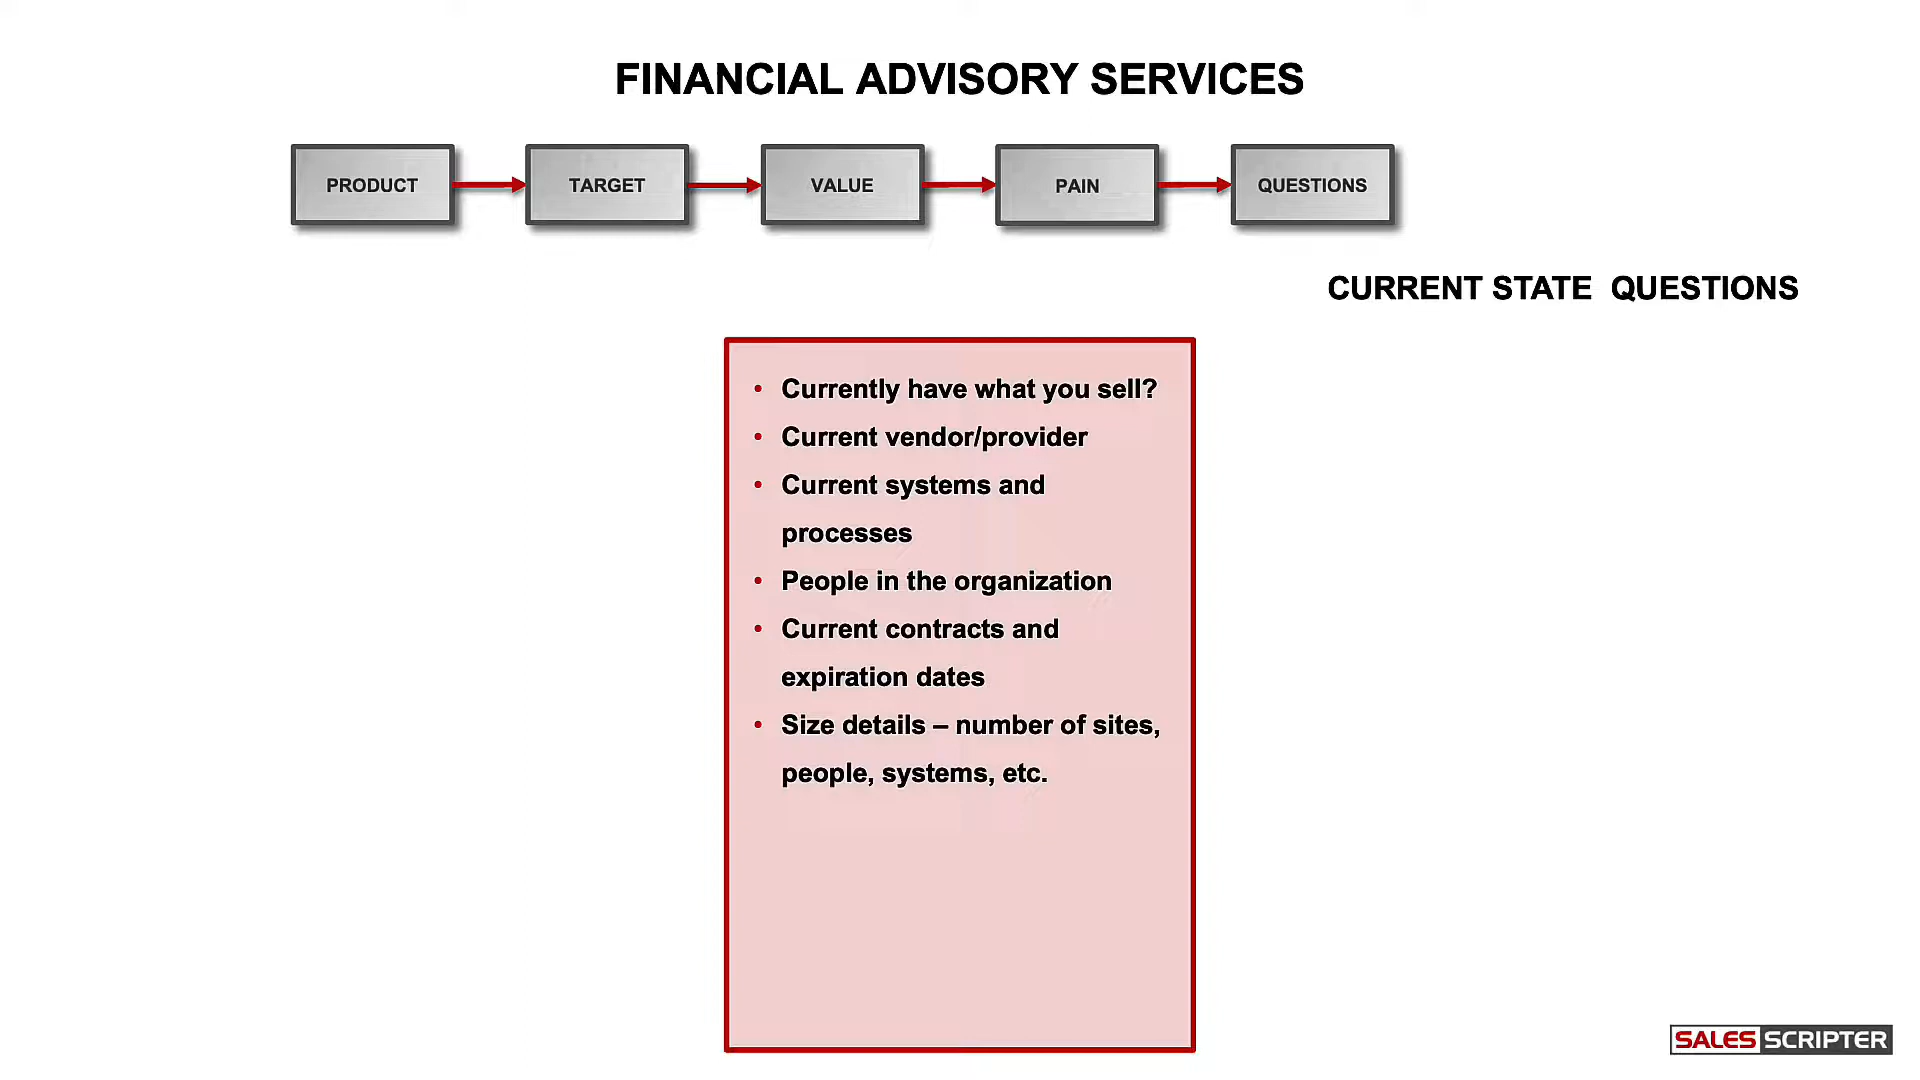 FINANCIAL ADVISORY SERVICES
PRODUCT
TARGET
VALUE
PAIN
QUESTIONS
CURRENT STATE  QUESTIONS
• Currently have what you sell?
• Current vendor/provider
• Current systems and
processes
• People in the organization
• Current contracts and
expiration dates
• Size details – number of sites,
people, systems, etc.
SALES SCRIPTER